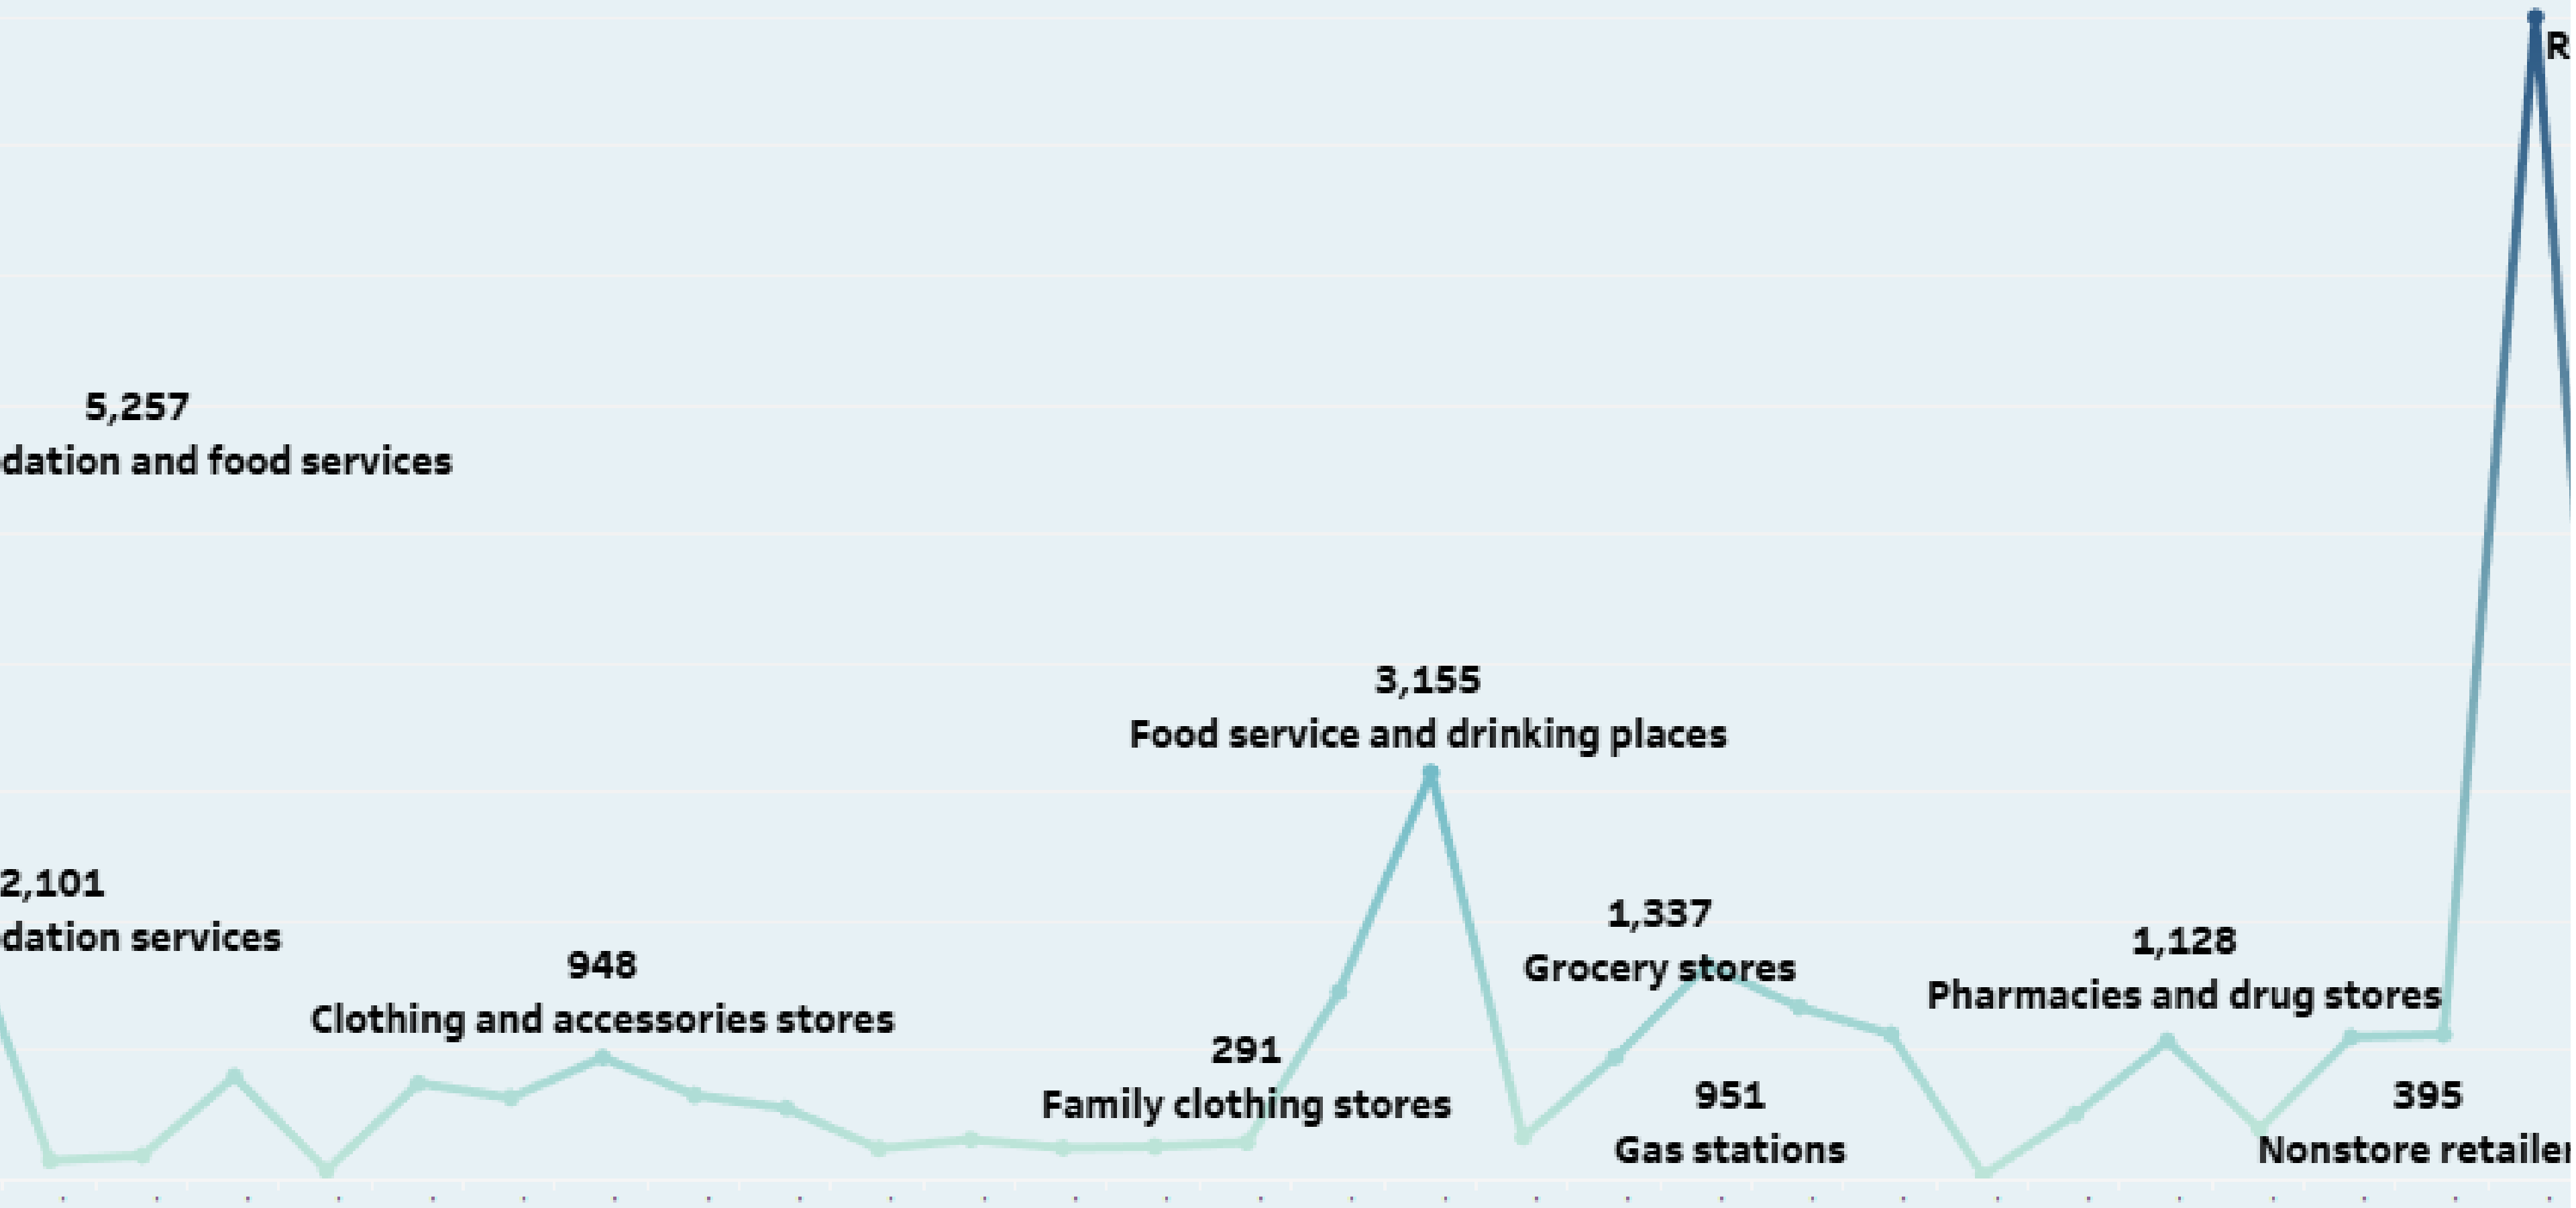 R
5,257
dation and food services
3,155
Food service and drinking places
2,101
dation services
1,337
Grocery stores
948
Clothing and accessories stores
1,128
Pharmacies and drug stores
291
Family clothing stores
951
Gas stations
395
Nonstore retailer